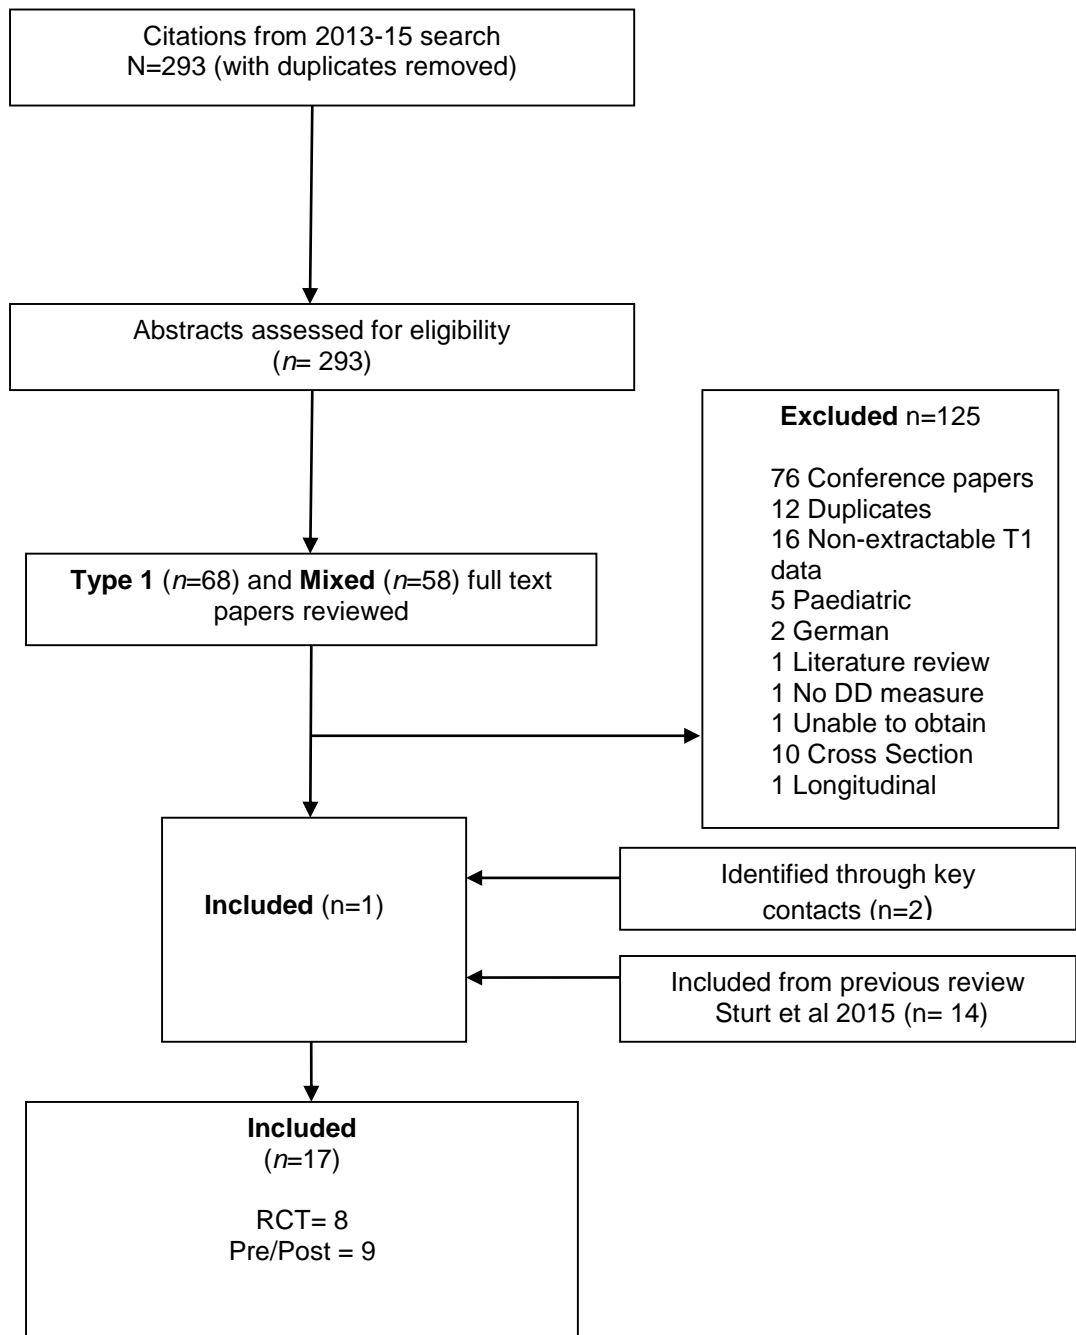 Citations from 2013-15 search
N=293 (with duplicates removed)
Abstracts assessed for eligibility
(n= 293)
Excluded n=125
76 Conference papers
12 Duplicates
16 Non-extractable T1
data
5 Paediatric
2 German
1 Literature review
1 No DD measure
1 Unable to obtain
10 Cross Section
1 Longitudinal
Type 1 (n=68) and Mixed (n=58) full text
papers reviewed
Included (n=1)
Identified through key
contacts (n=2)
Included from previous review
Sturt et al 2015 (n= 14)
Included
(n=17)
RCT= 8
Pre/Post = 9